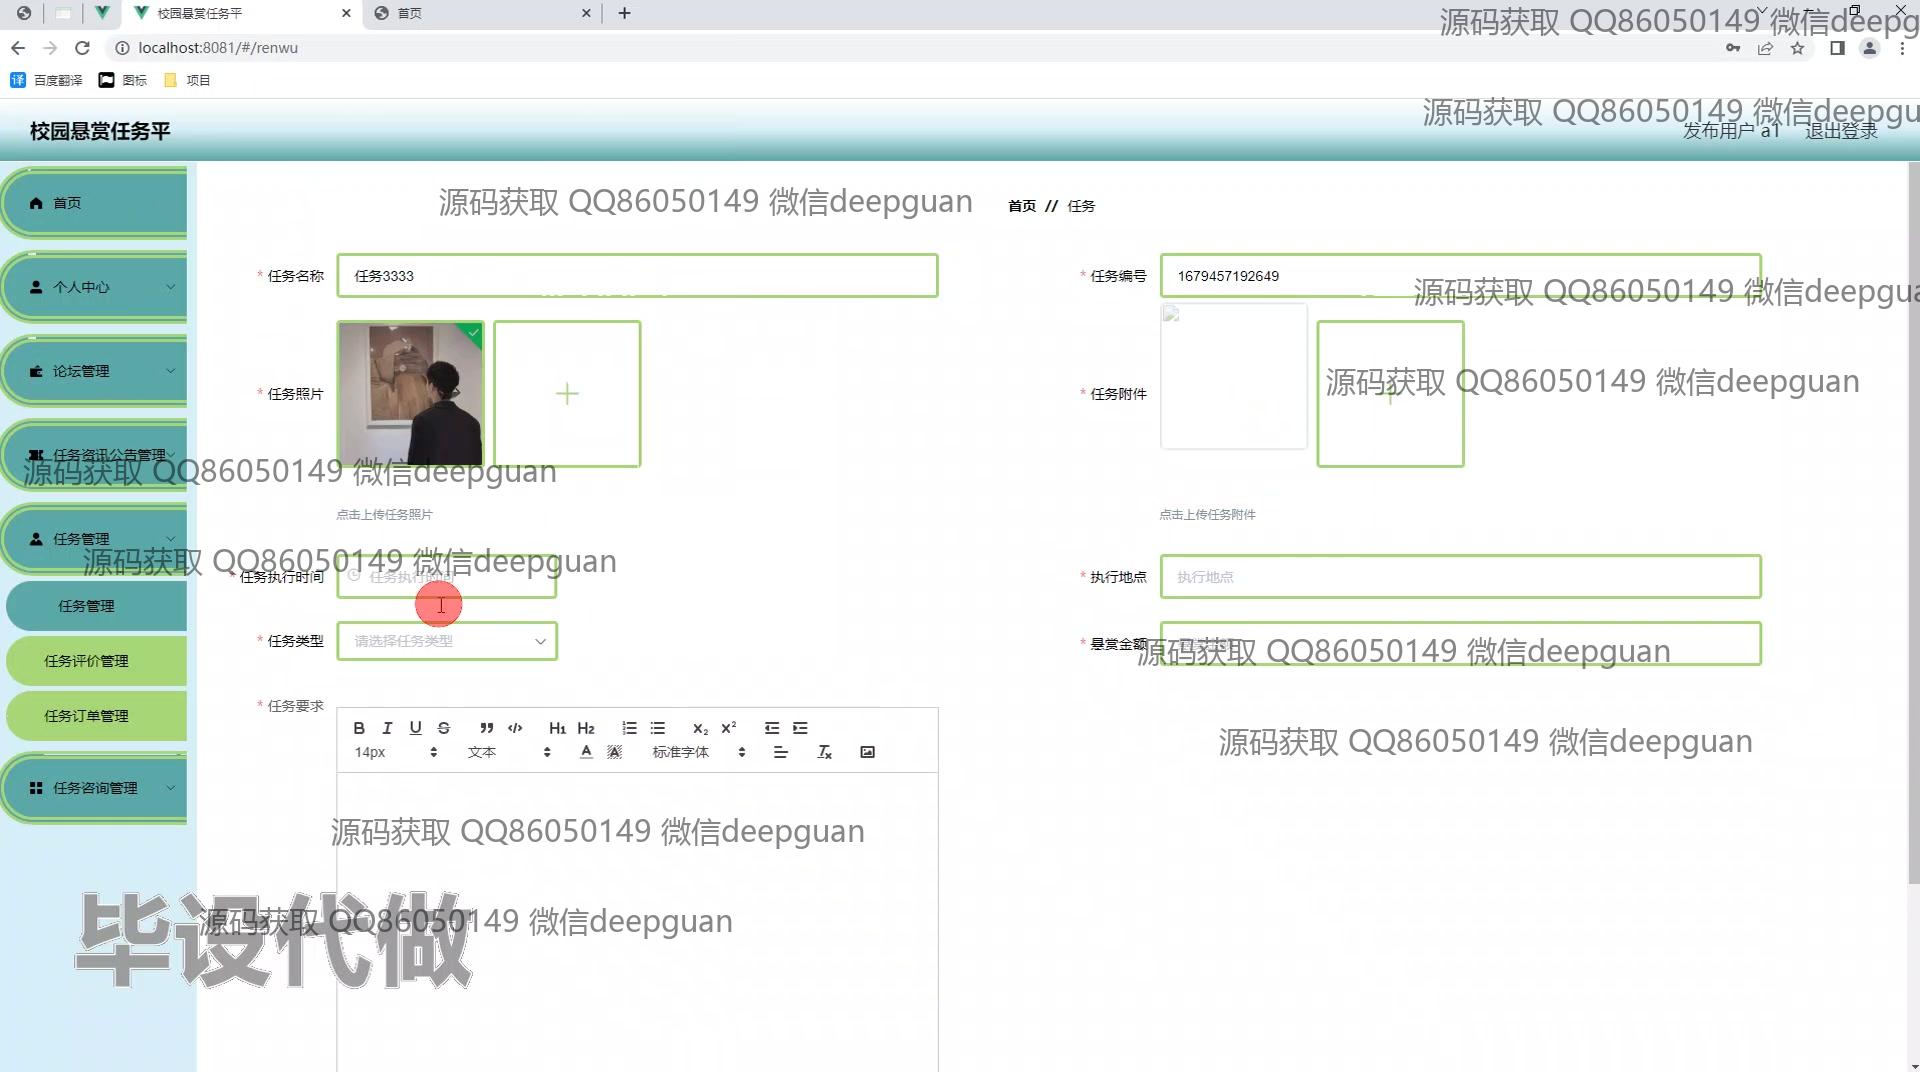 校园悬赏任务平
首页
localhost:8081/#/renwu
百度翻译
图标
项目
源码获取 QQ86050149 微信deepg
校园悬赏任务平
源码获取 QQ86050149 微信deepgu
发布用户 a1
退出登录
首页
源码获取 QQ86050149 微信deepguan
首页 // 任务
* 任务名称
任务3333
* 任务编号
1679457192649
个人中心
源码获取 QQ86050149 微信deepgua
论坛管理
* 任务照片
* 任务附件
源码获取 QQ86050149 微信deepguan
任务资讯公告管理
源码获取 QQ86050149 微信deepguan
点击上传任务照片
点击上传任务附件
任务管理
源码获取 QQ86050149 微信deepguan
* 任务执行时间
任务执行时间
* 执行地点
执行地点
任务管理
* 任务类型
请选择任务类型
* 悬赏金额
源码获取 QQ86050149 微信deepguan
任务评价管理
* 任务要求
任务订单管理
B I U S H1 H2 X2 X2
14px
文本
A
标准字体
源码获取 QQ86050149 微信deepguan
任务咨询管理
源码获取 QQ86050149 微信deepguan
源码获取 QQ86050149 微信deepguan
毕设代做